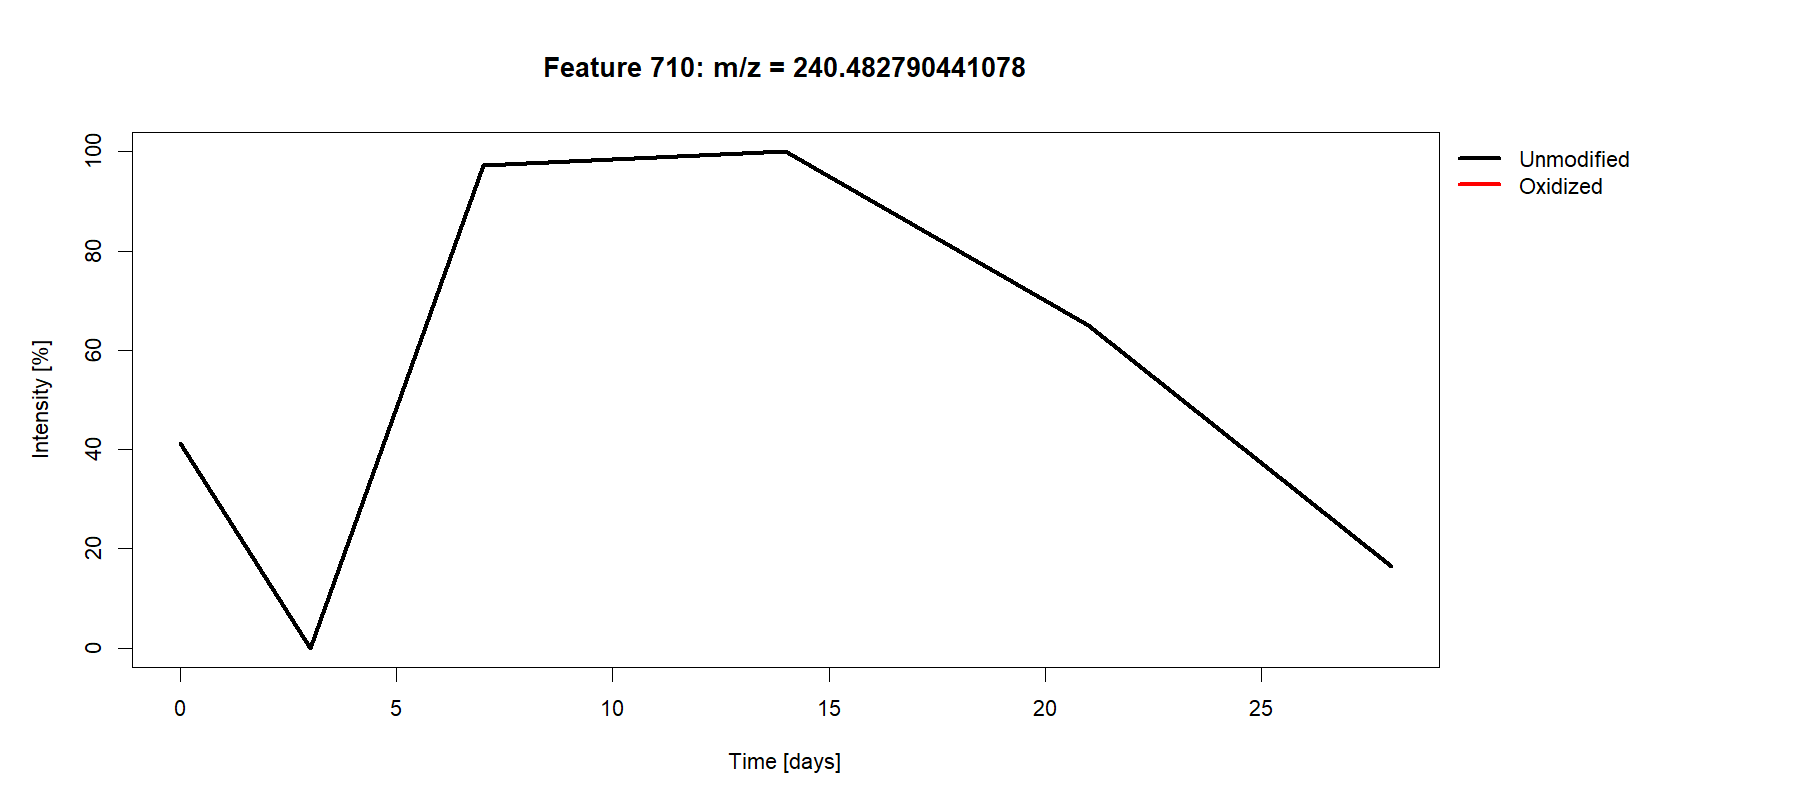 Feature 710: m/z = 240.482790441078
Unmodified
Oxidized
Intensity [%]
100
80
60
40
20
0
0 5 10 15 20 25
Time [days]